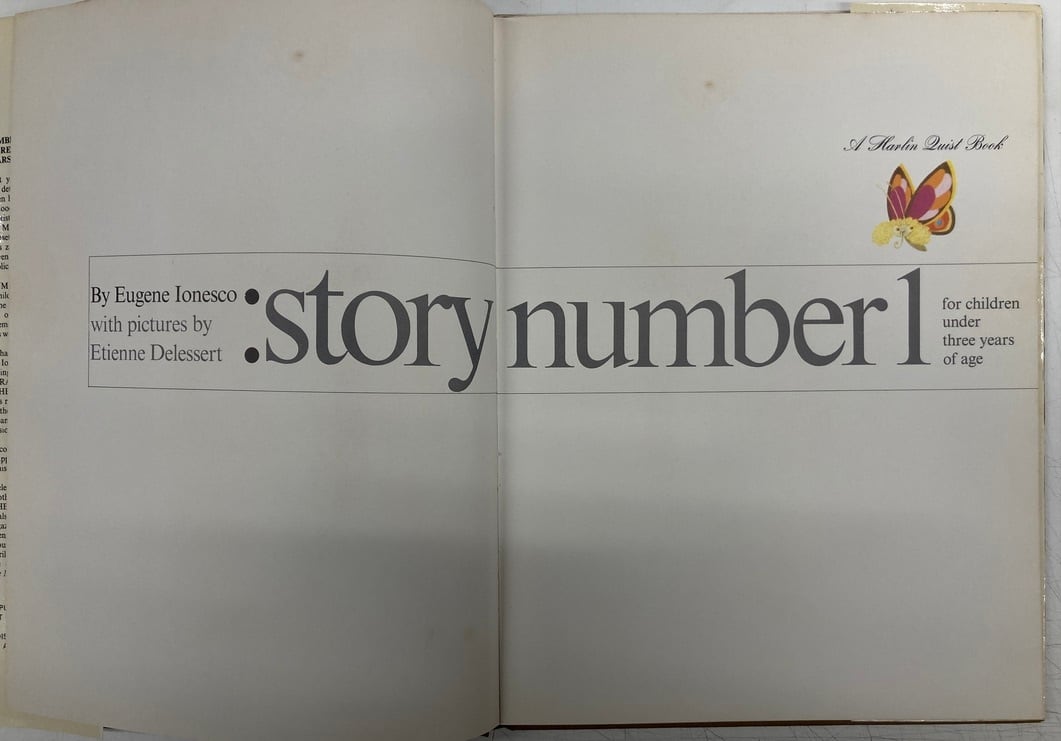 A Harlin Quist Book
By Eugene Ionesco
with pictures by
Etienne Delessert
:story number 1
for children
under
three years
of age